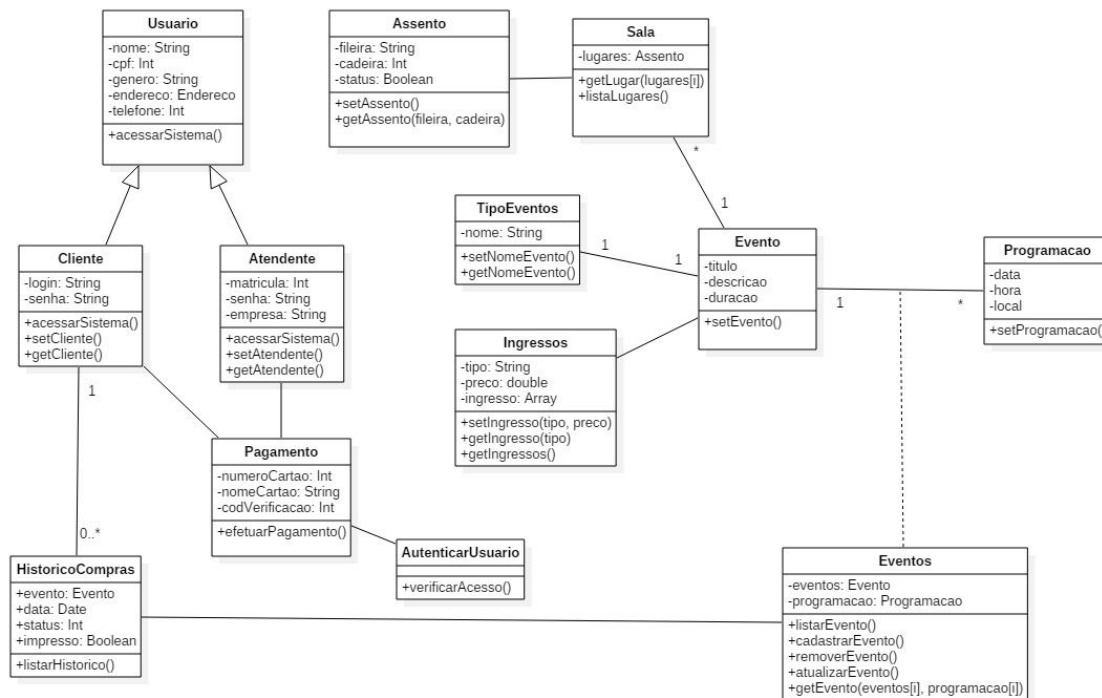 Usuario
-nome: String
-cpf: Int
-genero: String
-endereco: Endereco
-telefone: Int
+acessarSistema()
Assento
-fileira: String
-cadeira: Int
-status: Boolean
+setAssento()
+getAssento(fileira, cadeira)
Sala
-lugares: Assento
+getLugar(lugares[i])
+listaLugares()
*
1
TipoEventos
-nome: String
+setNomeEvento()
+getNomeEvento()
1
1
Evento
-titulo
-descricao
-duracao
+setEvento()
1
*
Programacao
-data
-hora
-local
+setProgramacao()
Cliente
-login: String
-senha: String
+acessarSistema()
+setCliente()
+getCliente()
1
Atendente
-matricula: Int
-senha: String
-empresa: String
+acessarSistema()
+setAtendente()
+getAtendente()
Ingressos
-tipo: String
-preco: double
-ingresso: Array
+setIngresso(tipo, preco)
+getIngresso(tipo)
+getIngressos()
Pagamento
-numeroCartao: Int
-nomeCartao: String
-codVerificacao: Int
+efetuarPagamento()
0..*
AutenticarUsuario
+verificarAcesso()
HistoricoCompras
+evento: Evento
+data: Date
+status: Int
+impresso: Boolean
+listarHistorico()
Eventos
-eventos: Evento
-programacao: Programacao
+listarEvento()
+cadastrarEvento()
+removerEvento()
+atualizarEvento()
+getEvento(eventos[i], programacao[i])